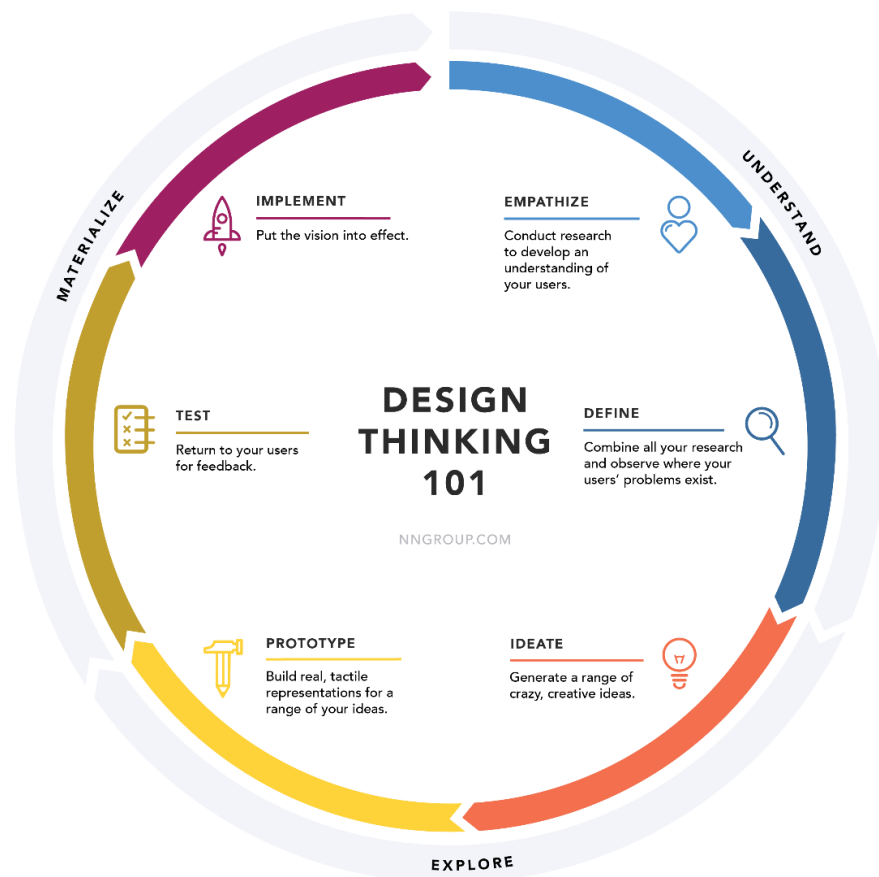 DESIGN
THINKING
101
NNGROUP.COM
UNDERSTAND
EMPATHIZE
Conduct research
to develop an
understanding of
your users.
DEFINE
Combine all your research
and observe where your
users’ problems exist.
EXPLORE
IDEATE
Generate a range of
crazy, creative ideas.
PROTOTYPE
Build real, tactile
representations for a
range of your ideas.
MATERIALIZE
TEST
Return to your users
for feedback.
IMPLEMENT
Put the vision into effect.